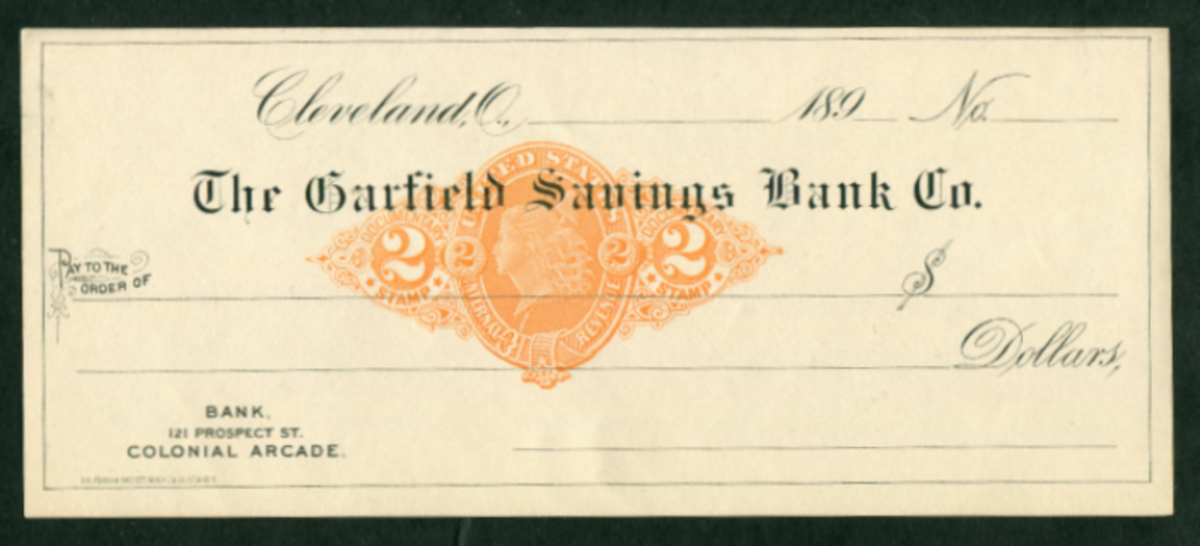 Cleveland, O., 189 No.
The Garfield Savings Bank Co.
UNITED STATES
DOCUMENTARY 2 STAMP
2 2
DOCUMENTARY 2 STAMP
INTERNAL REVENUE
PAY TO THE
ORDER OF $
Dollars,
BANK.
121 PROSPECT ST.
COLONIAL ARCADE.